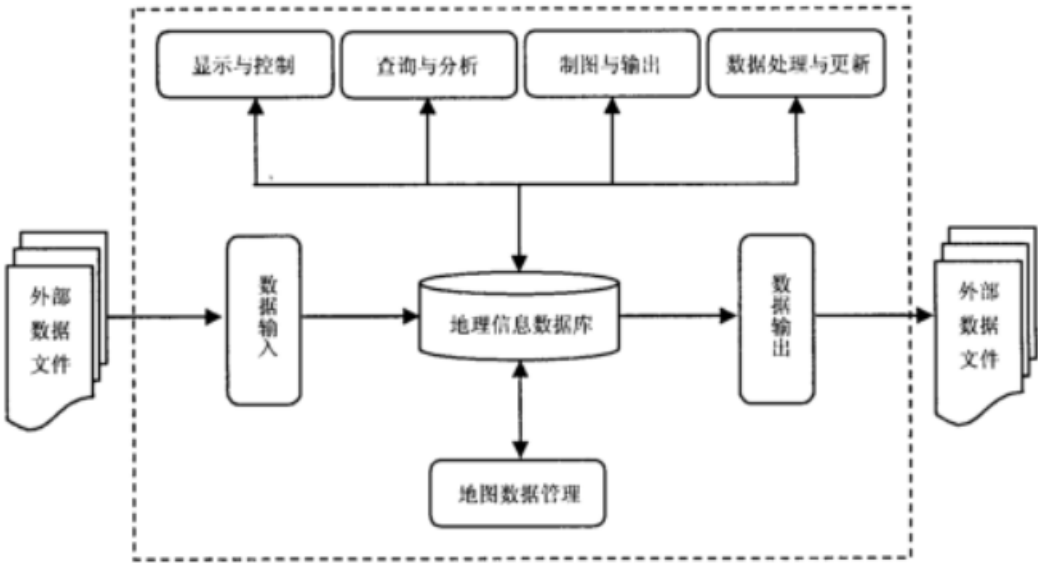 显示与控制
查询与分析
制图与输出
数据处理与更新
外部
数据
文件
数据输入
地理信息数据库
数据输出
外部
数据
文件
地图数据管理